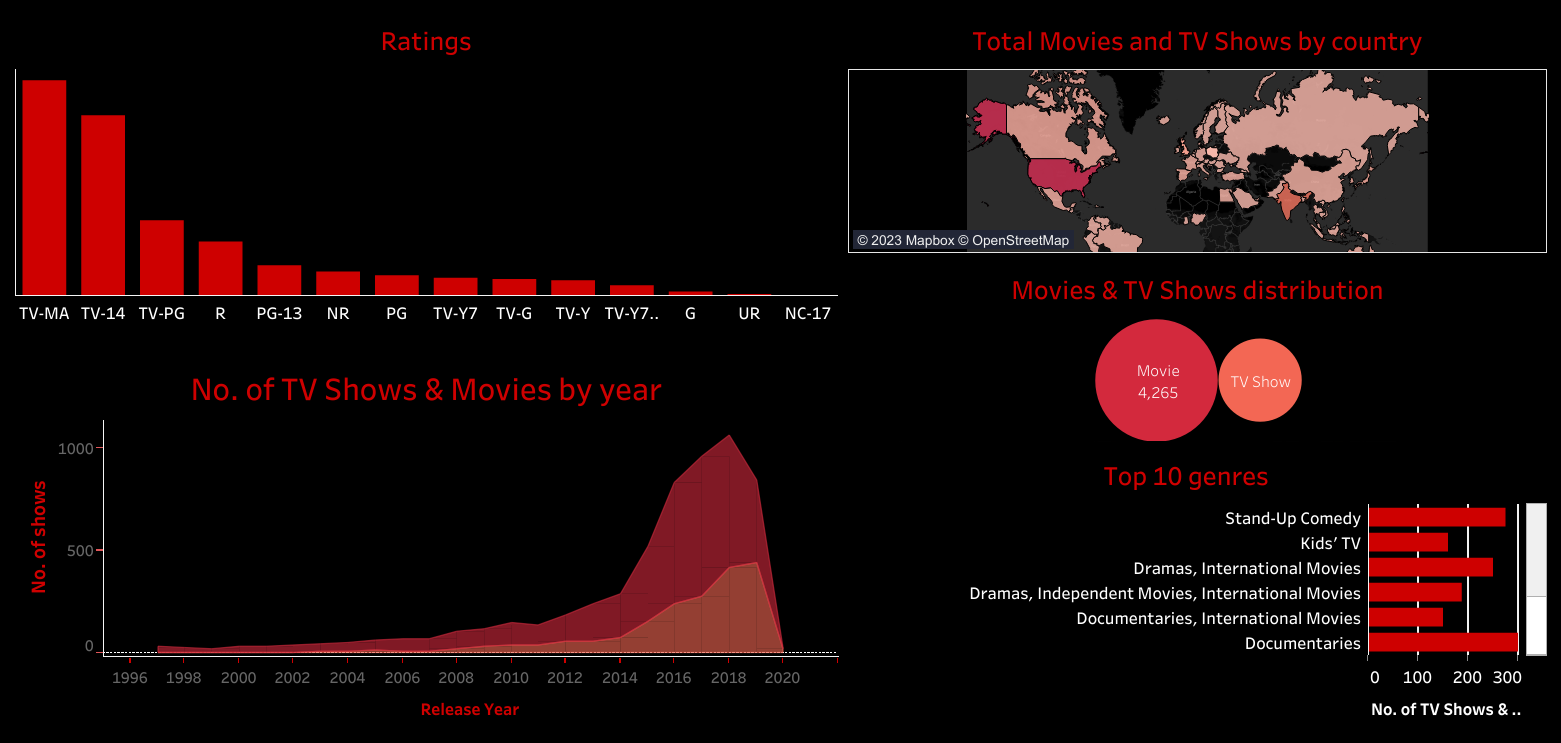 Ratings
TV-MA TV-14 TV-PG R PG-13 NR PG TV-Y7 TV-G TV-Y TV-Y7.. G UR NC-17
No. of TV Shows & Movies by year
No. of shows
1000
500
0
1996 1998 2000 2002 2004 2006 2008 2010 2012 2014 2016 2018 2020
Release Year
Total Movies and TV Shows by country
© 2023 Mapbox © OpenStreetMap
Movies & TV Shows distribution
Movie
4,265
TV Show
Top 10 genres
Stand-Up Comedy
Kids’ TV
Dramas, International Movies
Dramas, Independent Movies, International Movies
Documentaries, International Movies
Documentaries
0 100 200 300
No. of TV Shows & ..